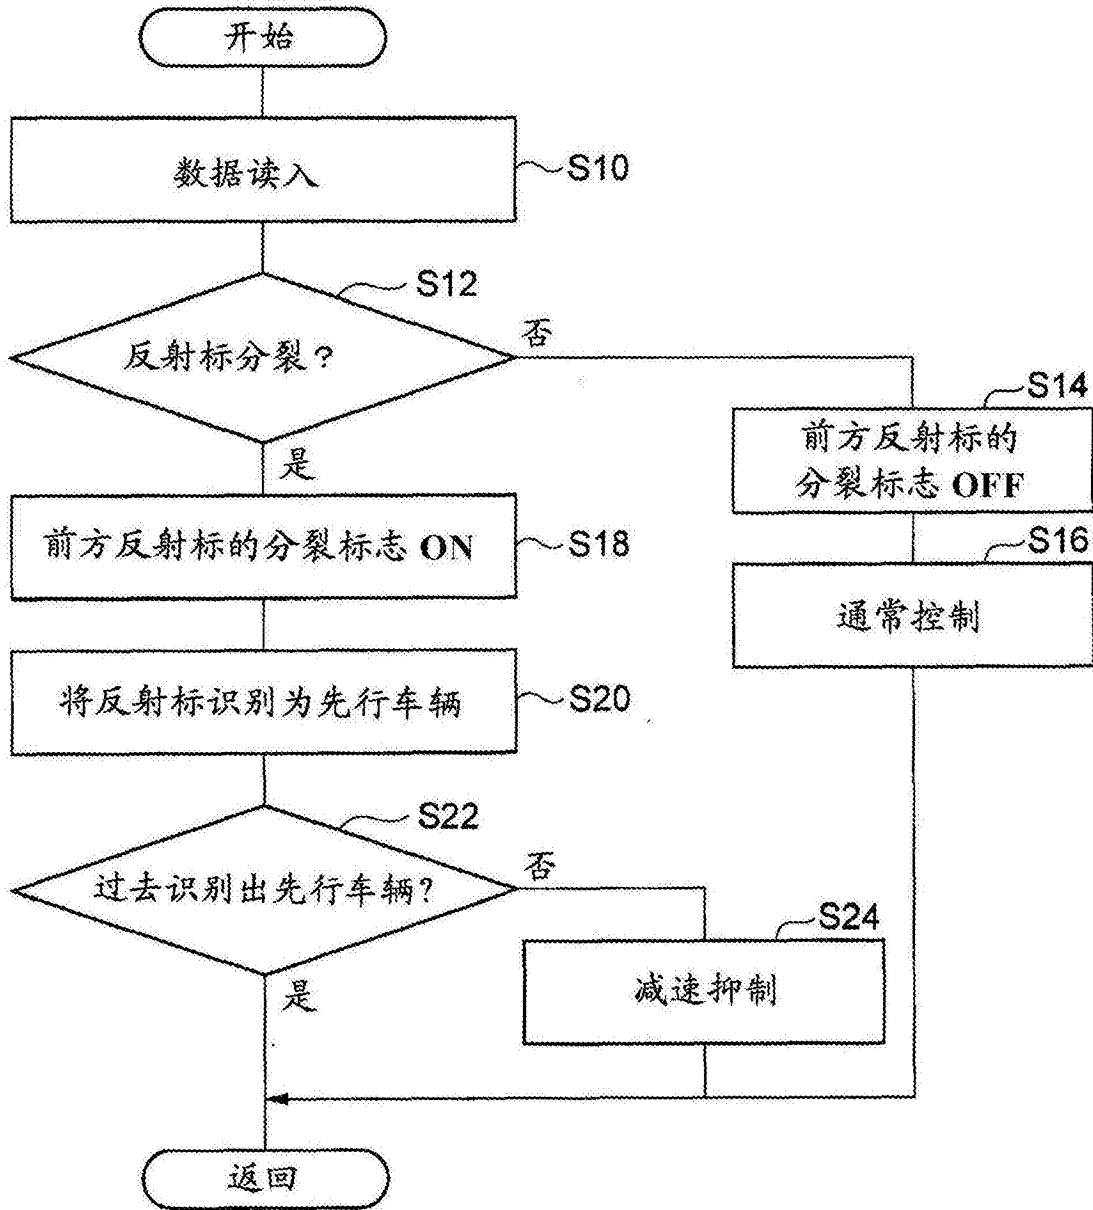 开始
数据读入
S10
S12
反射标分裂?
否
是
S14
前方反射标的
分裂标志 OFF
S16
通常控制
前方反射标的分裂标志 ON
S18
将反射标识别为先行车辆
S20
S22
过去识别出先行车辆?
否
是
S24
减速抑制
返回